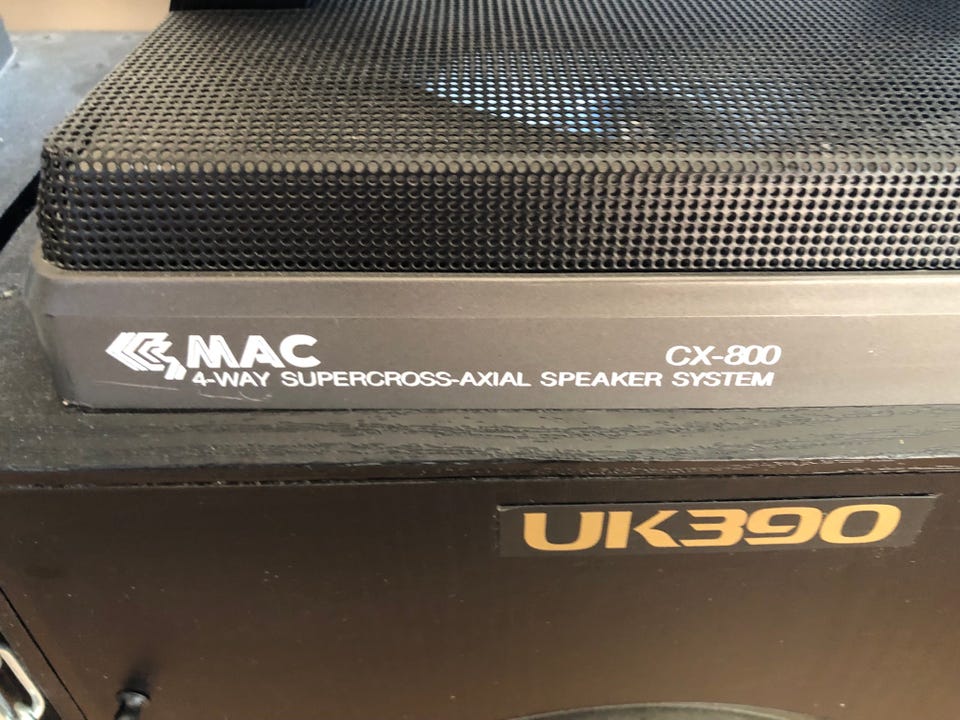 MAC CX-800
4-WAY SUPERCROSS-AXIAL SPEAKER SYSTEM
UK390